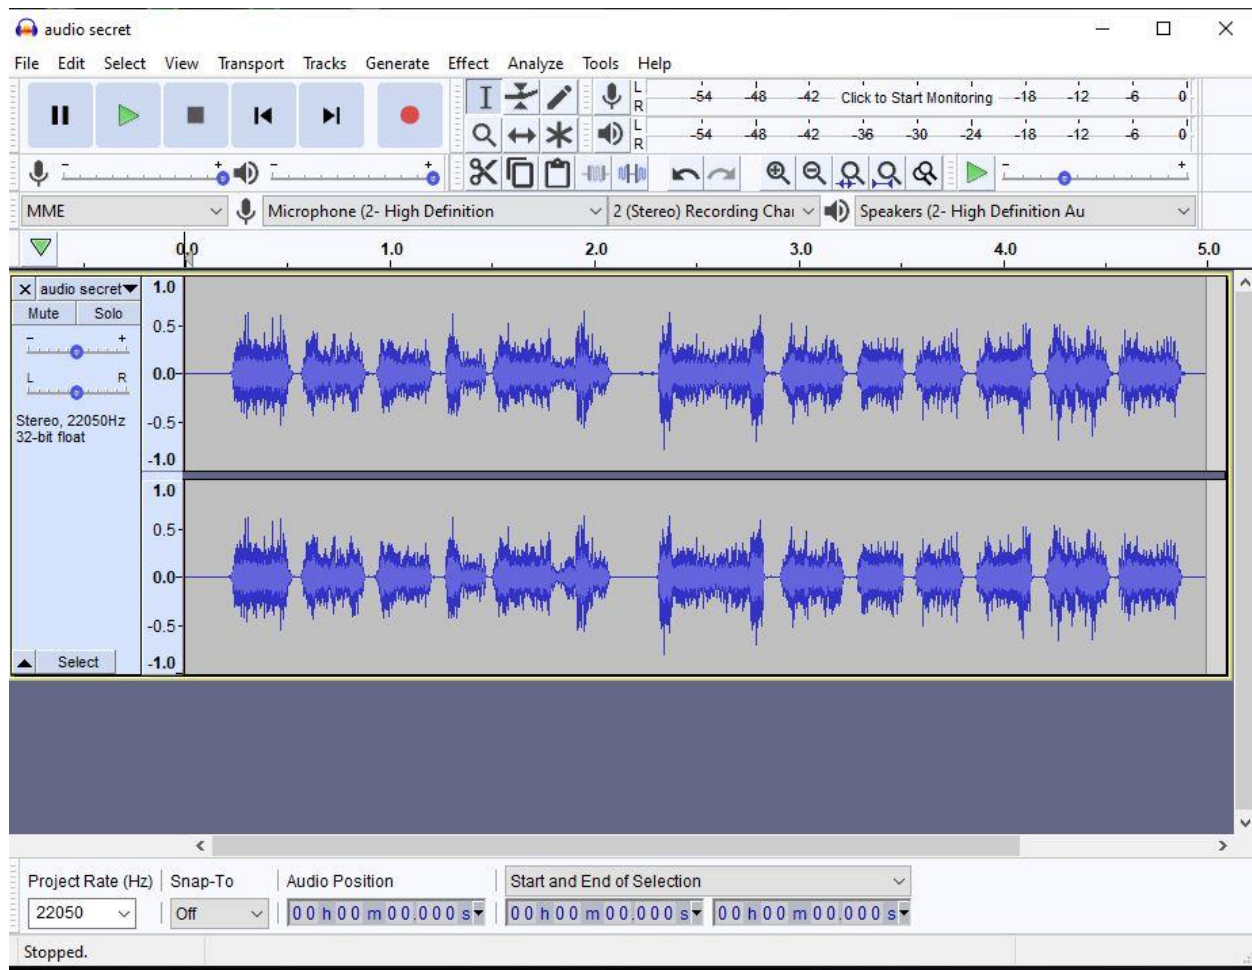 audio secret
File Edit Select View Transport Tracks Generate Effect Analyze Tools Help
L R -54 -48 -42 Click to Start Monitoring -18 -12 -6 0
L R -54 -48 -42 -36 -30 -24 -18 -12 -6 0
- + - + - +
MME Microphone (2- High Definition 2 (Stereo) Recording Chai Speakers (2- High Definition Au
0.0 1.0 2.0 3.0 4.0 5.0
X audio secret 1.0
Mute Solo
0.5
- +
0.0
L R
Stereo, 22050Hz -0.5
32-bit float
-1.0
1.0
0.5
0.0
-0.5
Select -1.0
Project Rate (Hz) Snap-To Audio Position Start and End of Selection
22050 Off 00 h 00 m 00.000 s 00 h 00 m 00.000 s 00 h 00 m 00.000 s
Stopped.